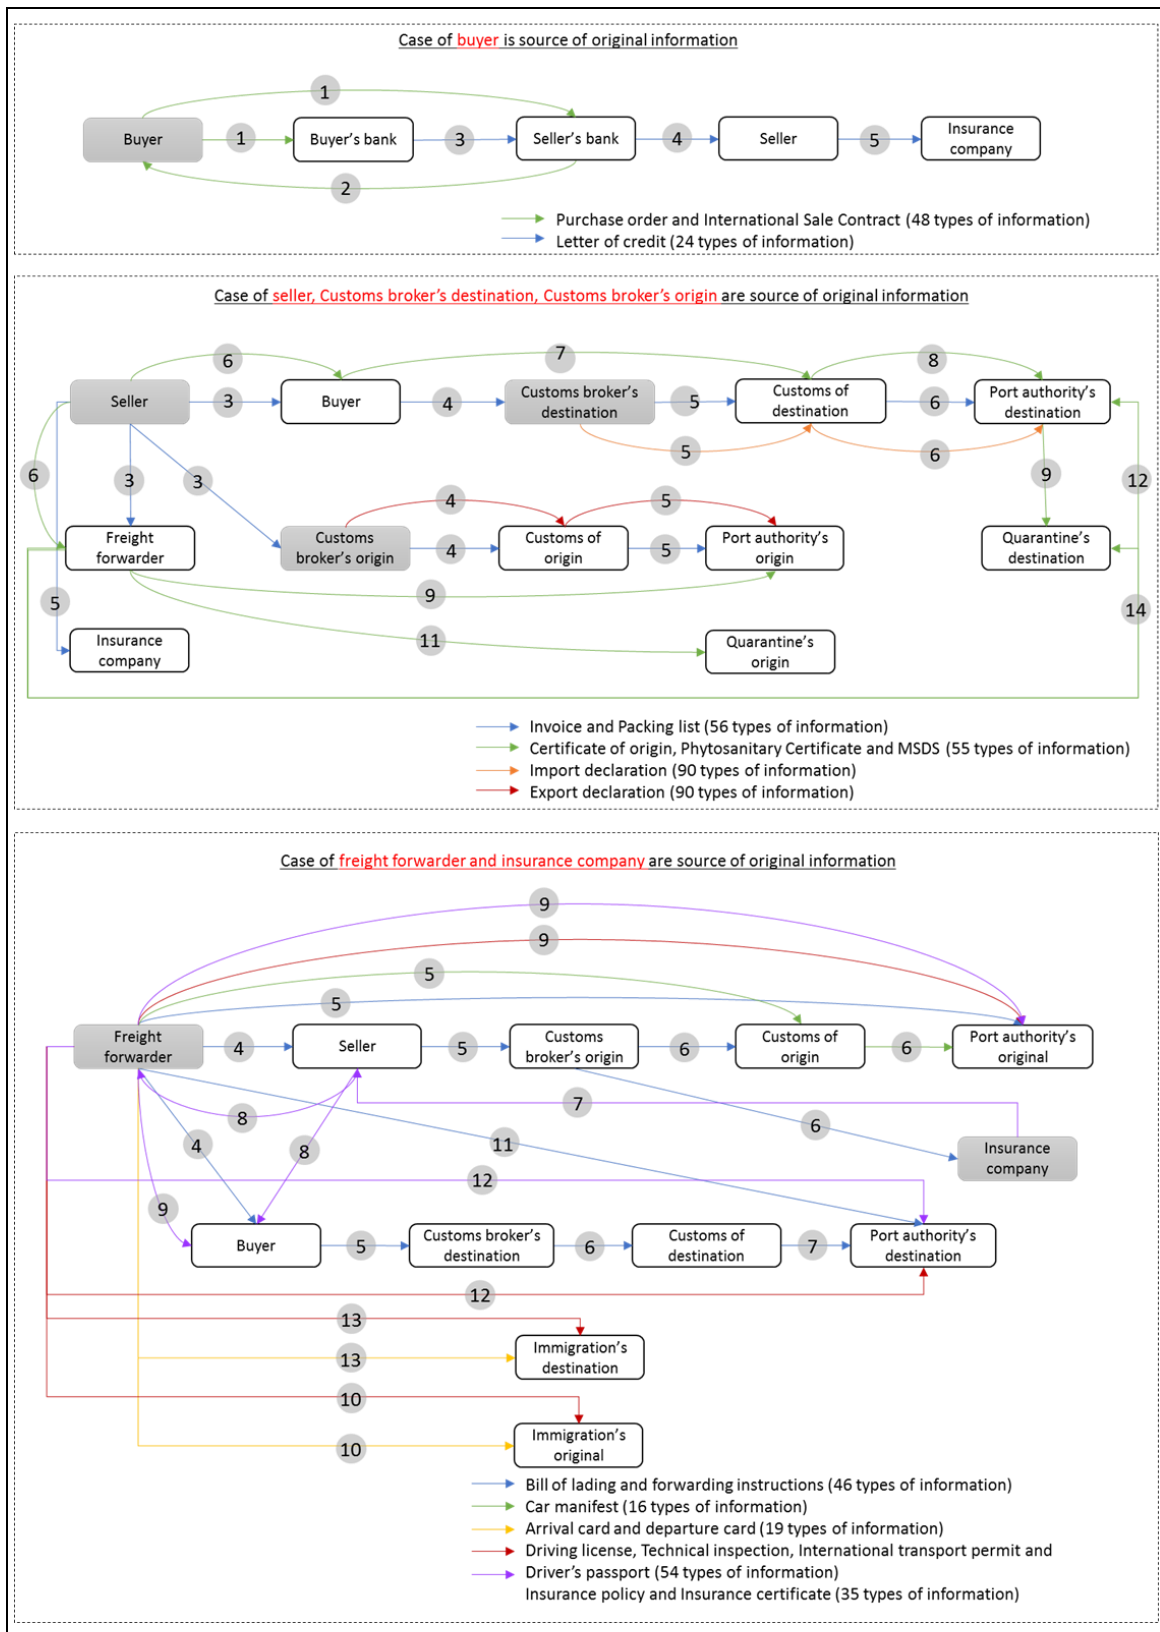 Case of buyer is source of original information
1
Buyer
1
Buyer's bank
3
Seller's bank
4
Seller
5
Insurance
company
2
Purchase order and International Sale Contract (48 types of information)
Letter of credit (24 types of information)
Case of seller, Customs broker's destination, Customs broker's origin are source of original information
6
7
8
Seller
3
Buyer
4
Customs broker's
destination
5
Customs of
destination
6
Port authority's
destination
5
6
6
3
3
9
12
4
5
Freight
forwarder
Customs
broker's origin
4
Customs of
origin
5
Port authority's
origin
Quarantine's
destination
5
9
14
11
Insurance
company
Quarantine's
origin
Invoice and Packing list (56 types of information)
Certificate of origin, Phytosanitary Certificate and MSDS (55 types of information)
Import declaration (90 types of information)
Export declaration (90 types of information)
Case of freight forwarder and insurance company are source of original information
9
9
5
5
Freight
forwarder
4
Seller
5
Customs
broker's origin
6
Customs of
origin
6
Port authority's
original
7
8
6
4
8
11
Insurance
company
12
9
Buyer
5
Customs broker's
destination
6
Customs of
destination
7
Port authority's
destination
12
13
13
Immigration's
destination
10
10
Immigration's
original
Bill of lading and forwarding instructions (46 types of information)
Car manifest (16 types of information)
Arrival card and departure card (19 types of information)
Driving license, Technical inspection, International transport permit and
Driver's passport (54 types of information)
Insurance policy and Insurance certificate (35 types of information)